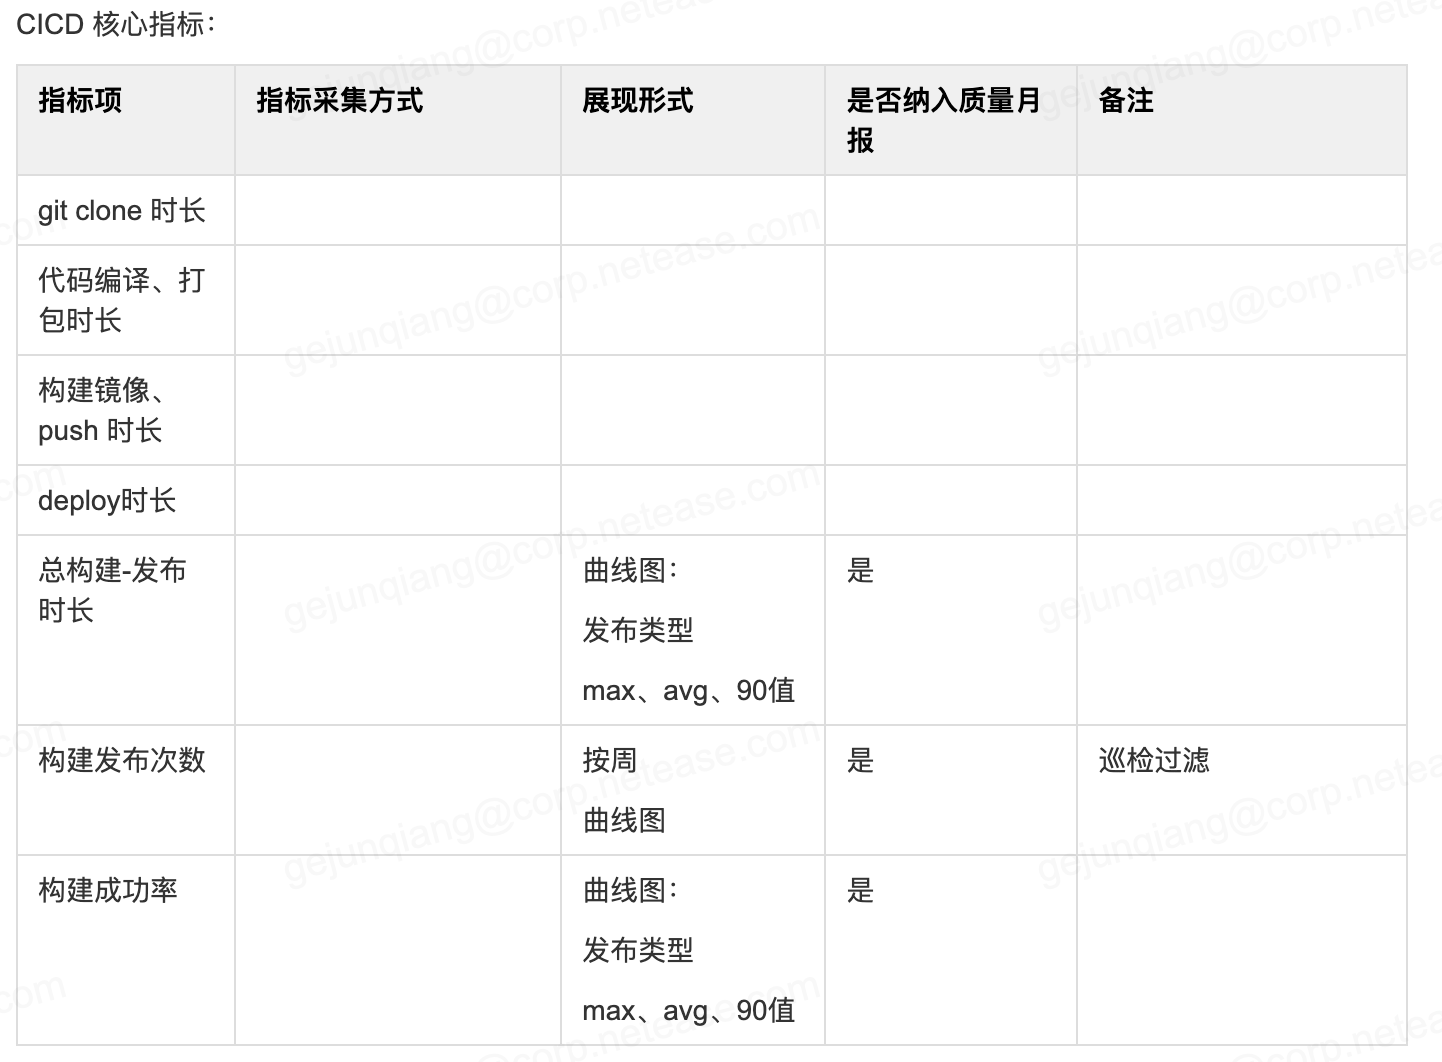 CICD 核心指标：
指标项 指标采集方式 展现形式 是否纳入质量月 备注
报
git clone 时长
代码编译、打
包时长
构建镜像、
push 时长
deploy时长
总构建-发布 曲线图： 是
时长
发布类型
max、avg、90值
构建发布次数 按周 是 巡检过滤
曲线图
构建成功率 曲线图： 是
发布类型
max、avg、90值
gejunqiang@corp.netease.com